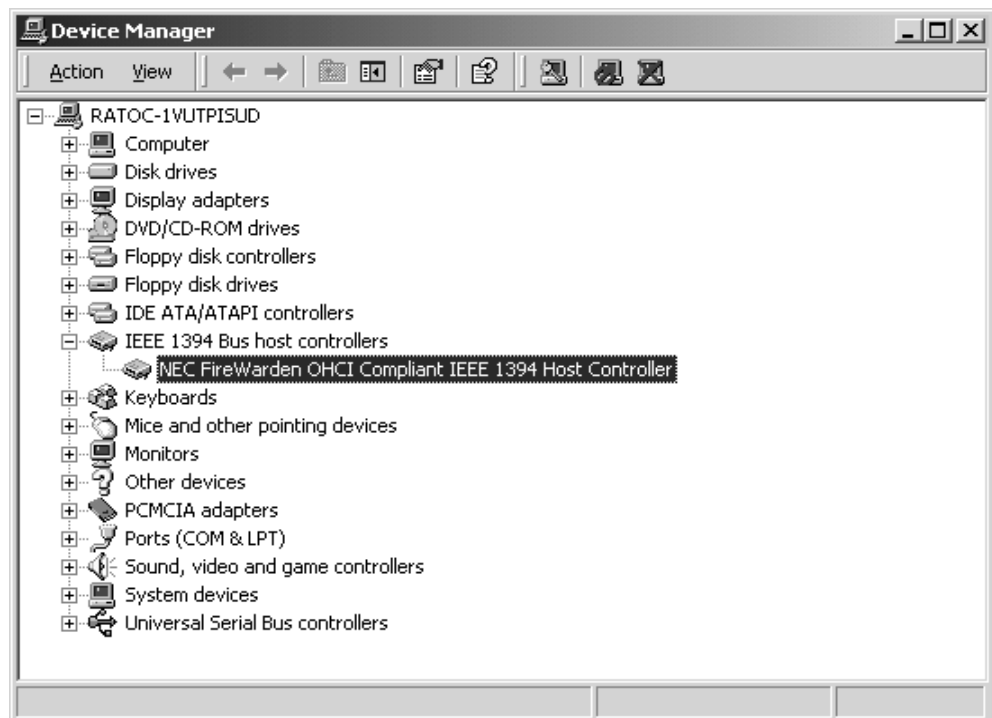 Device Manager
Action View
RATOC-1VUTPISUD
Computer
Disk drives
Display adapters
DVD/CD-ROM drives
Floppy disk controllers
Floppy disk drives
IDE ATA/ATAPI controllers
IEEE 1394 Bus host controllers
NEC FireWarden OHCI Compliant IEEE 1394 Host Controller
Keyboards
Mice and other pointing devices
Monitors
Other devices
PCMCIA adapters
Ports (COM & LPT)
Sound, video and game controllers
System devices
Universal Serial Bus controllers